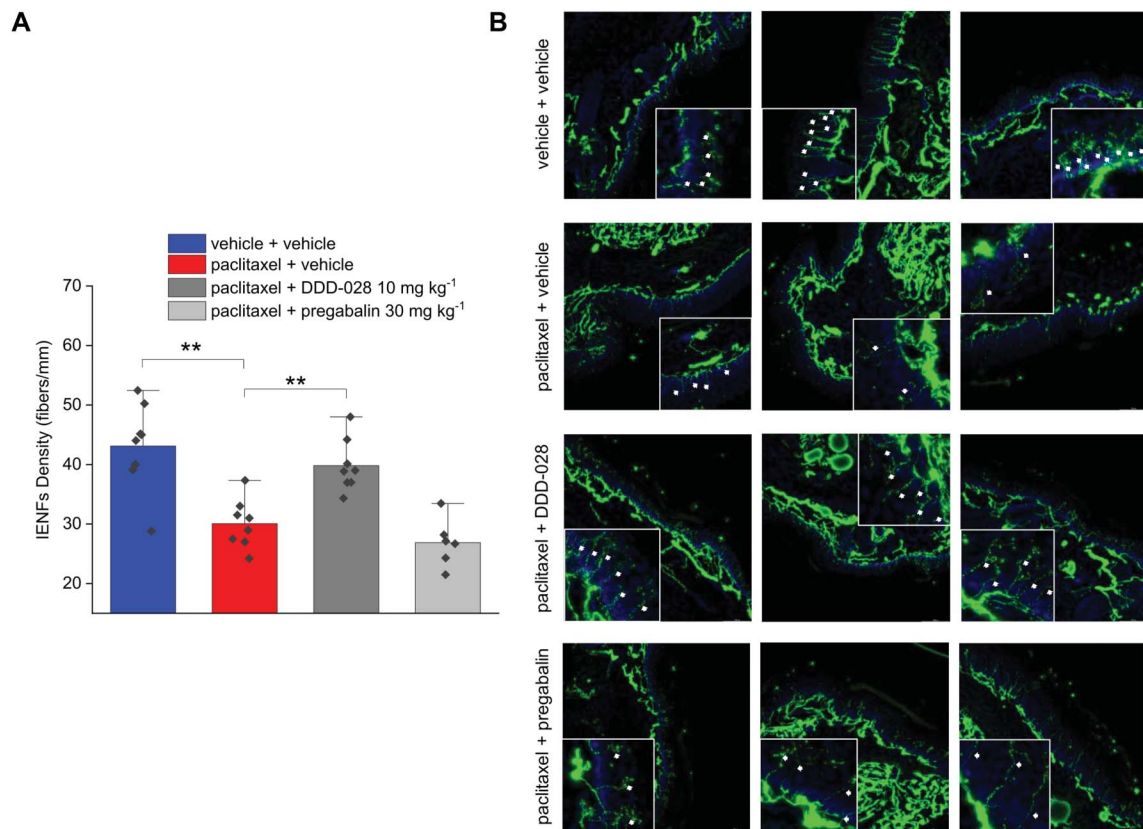 A
vehicle + vehicle
paclitaxel + vehicle
paclitaxel + DDD-028 10 mg kg⁻¹
paclitaxel + pregabalin 30 mg kg⁻¹
IENFs Density (fibers/mm)
70
60
50
40
30
20
**
**
B
vehicle + vehicle
paclitaxel + vehicle
paclitaxel + DDD-028
paclitaxel + pregabalin